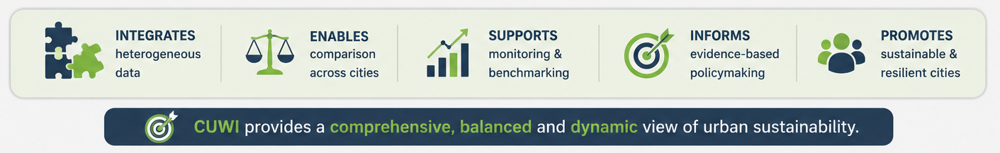 INTEGRATES
heterogeneous
data
ENABLES
comparison
across cities
SUPPORTS
monitoring &
benchmarking
INFORMS
evidence-based
policymaking
PROMOTES
sustainable &
resilient cities
CUWI provides a comprehensive, balanced and dynamic view of urban sustainability.